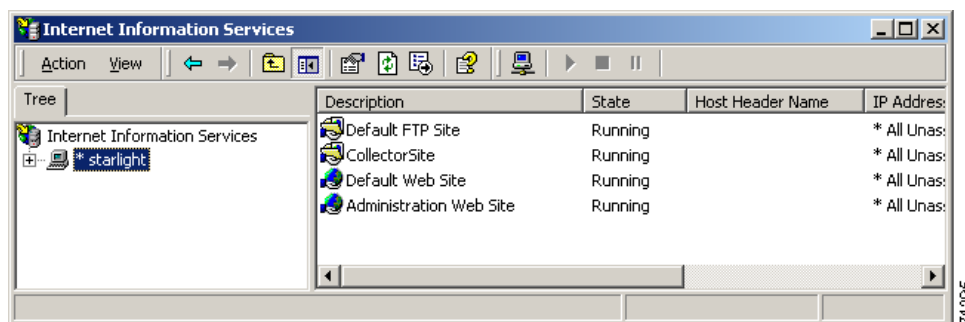 Internet Information Services
Action View
Tree
Description State Host Header Name IP Addres
Internet Information Services
* starlight
Default FTP Site Running * All Unas
CollectorSite Running * All Unas
Default Web Site Running * All Unas
Administration Web Site Running * All Unas